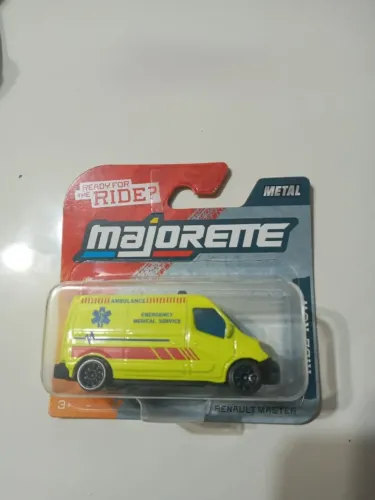 READY FOR
THE RIDE?
METAL
majorette
AMBULANCE
EMERGENCY
MEDICAL SERVICE
3+
RENAULT MASTER